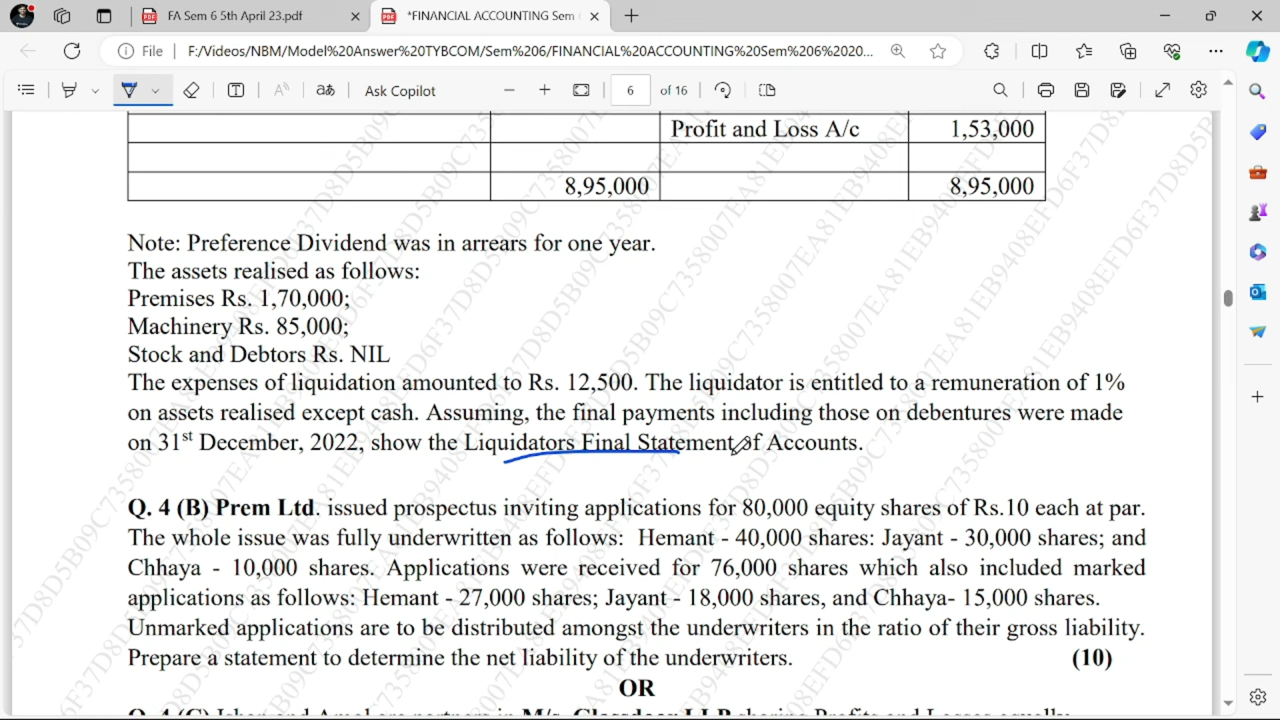 FA Sem 6 5th April 23.pdf
*FINANCIAL ACCOUNTING Sem
File
F:/Videos/NBM/Model%20Answer%20TYBCOM/Sem%206/FINANCIAL%20ACCOUNTING%20Sem%206%2020...
Ask Copilot
6
of 16
Profit and Loss A/c 1,53,000
8,95,000 8,95,000
Note: Preference Dividend was in arrears for one year.
The assets realised as follows:
Premises Rs. 1,70,000;
Machinery Rs. 85,000;
Stock and Debtors Rs. NIL
The expenses of liquidation amounted to Rs. 12,500. The liquidator is entitled to a remuneration of 1%
on assets realised except cash. Assuming, the final payments including those on debentures were made
on 31st December, 2022, show the Liquidators Final Statement of Accounts.
Q. 4 (B) Prem Ltd. issued prospectus inviting applications for 80,000 equity shares of Rs.10 each at par.
The whole issue was fully underwritten as follows: Hemant - 40,000 shares: Jayant - 30,000 shares; and
Chhaya - 10,000 shares. Applications were received for 76,000 shares which also included marked
applications as follows: Hemant - 27,000 shares; Jayant - 18,000 shares, and Chhaya- 15,000 shares.
Unmarked applications are to be distributed amongst the underwriters in the ratio of their gross liability.
Prepare a statement to determine the net liability of the underwriters. (10)
OR